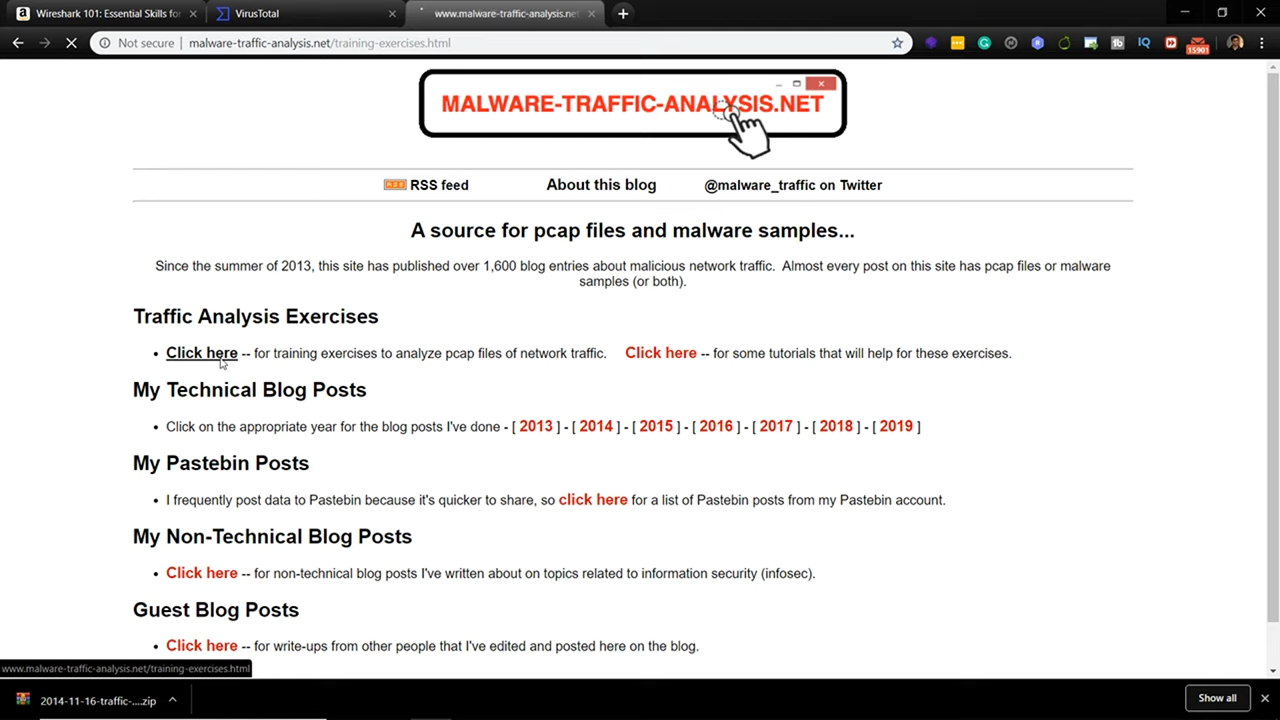 Wireshark 101: Essential Skills for
VirusTotal
www.malware-traffic-analysis.net/
Not secure | malware-traffic-analysis.net/training-exercises.html
IQ
15901
MALWARE-TRAFFIC-ANALYSIS.NET
RSS RSS feed
About this blog
@malware_traffic on Twitter
A source for pcap files and malware samples...
Since the summer of 2013, this site has published over 1,600 blog entries about malicious network traffic. Almost every post on this site has pcap files or malware
samples (or both).
Traffic Analysis Exercises
• Click here -- for training exercises to analyze pcap files of network traffic. Click here -- for some tutorials that will help for these exercises.
My Technical Blog Posts
• Click on the appropriate year for the blog posts I've done - [ 2013 ] - [ 2014 ] - [ 2015 ] - [ 2016 ] - [ 2017 ] - [ 2018 ] - [ 2019 ]
My Pastebin Posts
• I frequently post data to Pastebin because it's quicker to share, so click here for a list of Pastebin posts from my Pastebin account.
My Non-Technical Blog Posts
• Click here -- for non-technical blog posts I've written about on topics related to information security (infosec).
Guest Blog Posts
• Click here -- for write-ups from other people that I've edited and posted here on the blog.
www.malware-traffic-analysis.net/training-exercises.html
2014-11-16-traffic-....zip
Show all